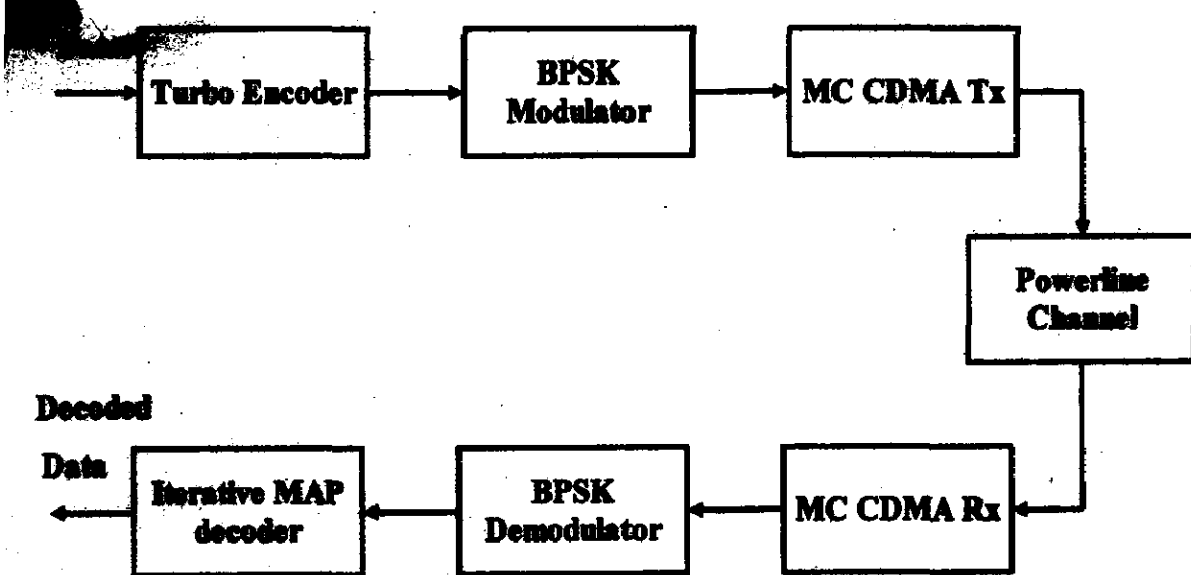 Turbo Encoder
BPSK
Modulator
MC CDMA Tx
Powerline
Channel
MC CDMA Rx
BPSK
Demodulator
Iterative MAP
decoder
Decoded
Data